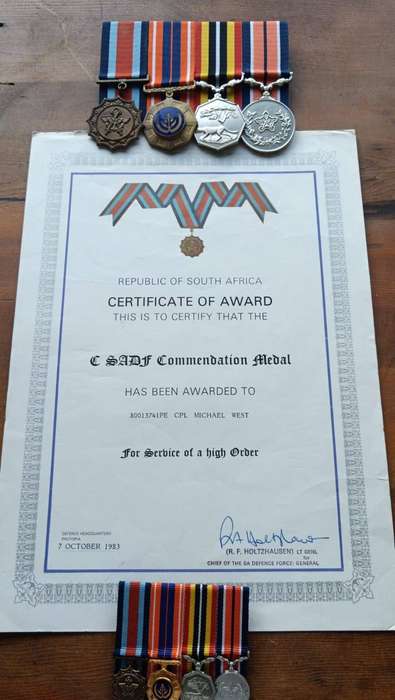 REPUBLIC OF SOUTH AFRICA
CERTIFICATE OF AWARD
THIS IS TO CERTIFY THAT THE
C SADF Commendation Medal
HAS BEEN AWARDED TO
80013741PE CPL MICHAEL WEST
For Service of a high Order
DEFENCE HEADQUARTERS
PRETORIA
7 OCTOBER 1983
(R. F. HOLTZHAUSEN) LT GENL
for
CHIEF OF THE SA DEFENCE FORCE: GENERAL